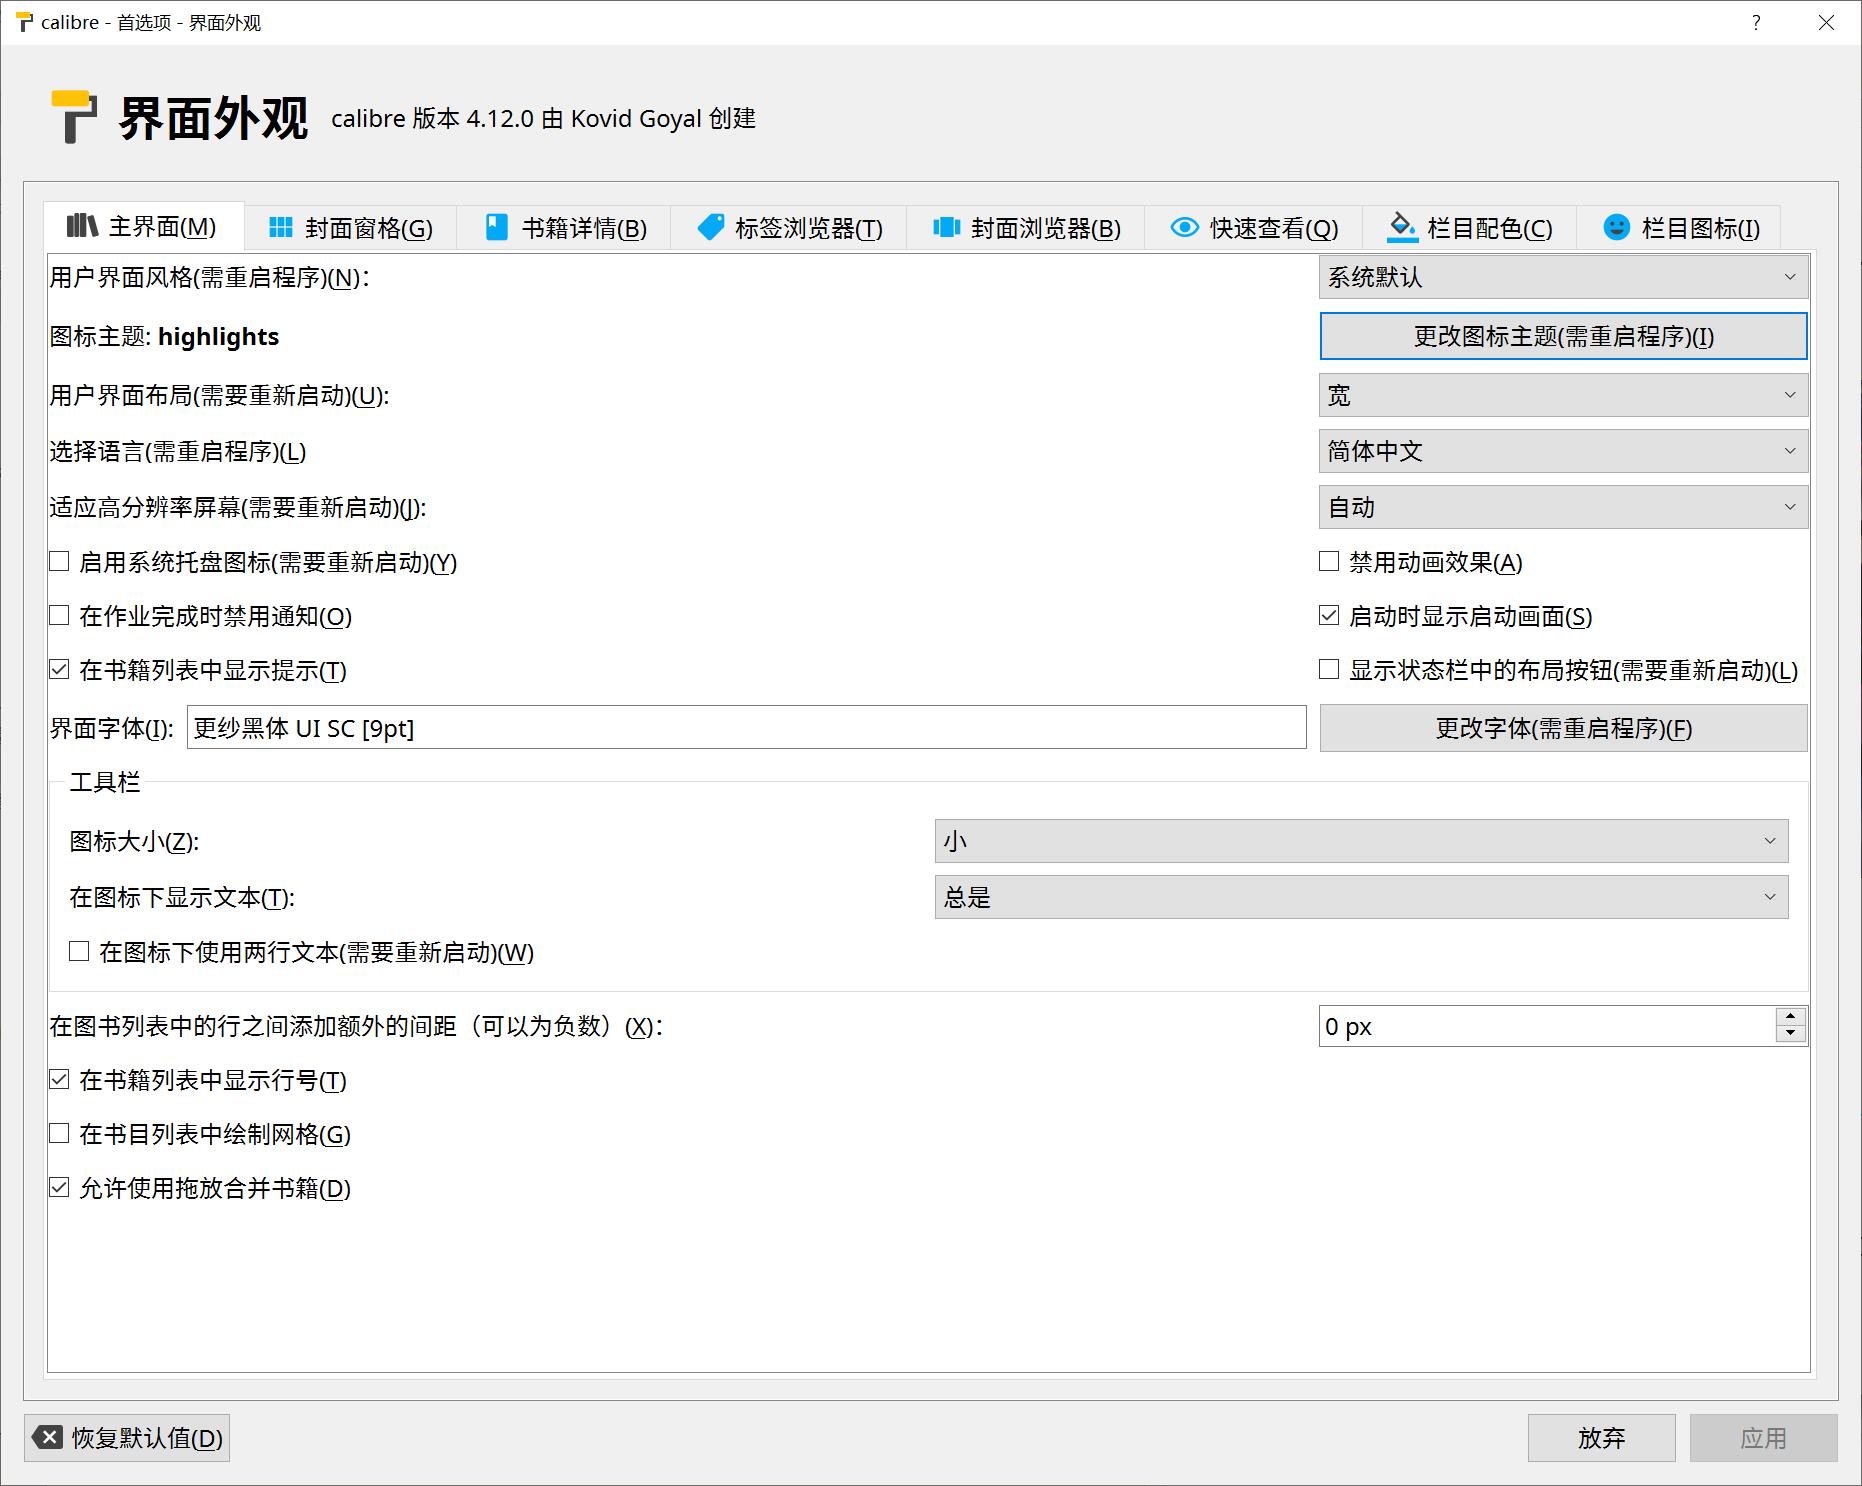 calibre - 首选项 - 界面外观
界面外观 calibre 版本 4.12.0 由 Kovid Goyal 创建
主界面(M) 封面窗格(G) 书籍详情(B) 标签浏览器(T) 封面浏览器(B) 快速查看(Q) 栏目配色(C) 栏目图标(I)
用户界面风格(需重启程序)(N)： 系统默认
图标主题: highlights 更改图标主题(需重启程序)(I)
用户界面布局(需要重新启动)(U): 宽
选择语言(需重启程序)(L) 简体中文
适应高分辨率屏幕(需要重新启动)(J): 自动
启用系统托盘图标(需要重新启动)(Y) 禁用动画效果(A)
在作业完成时禁用通知(O) 启动时显示启动画面(S)
在书籍列表中显示提示(T) 显示状态栏中的布局按钮(需要重新启动)(L)
界面字体(I): 更纱黑体 UI SC [9pt] 更改字体(需重启程序)(F)
工具栏
图标大小(Z): 小
在图标下显示文本(T): 总是
在图标下使用两行文本(需要重新启动)(W)
在图书列表中的行之间添加额外的间距（可以为负数）(X)： 0 px
在书籍列表中显示行号(T)
在书目列表中绘制网格(G)
允许使用拖放合并书籍(D)
恢复默认值(D) 放弃 应用